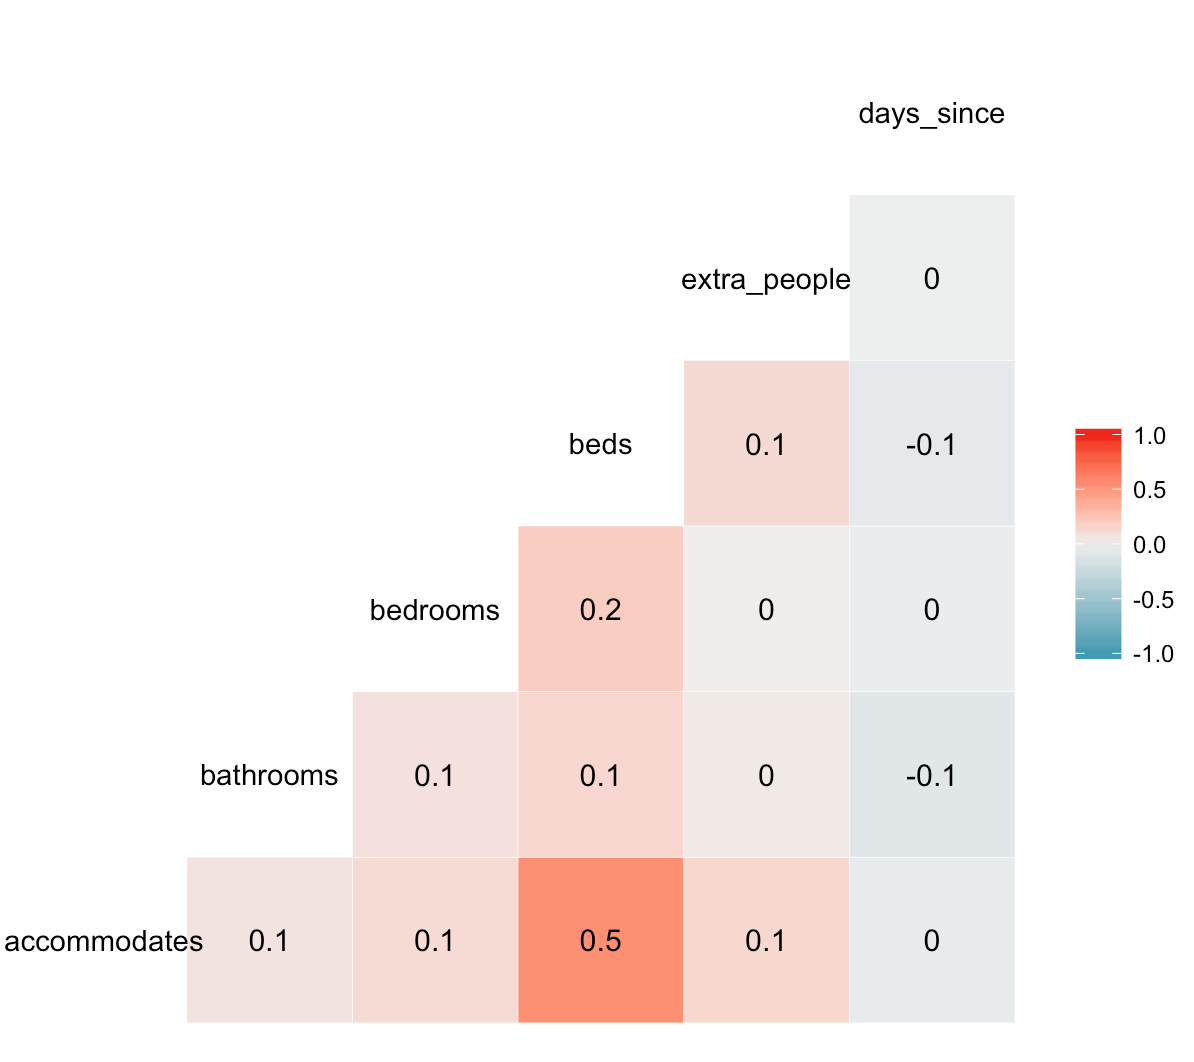 days_since
extra_people 0
beds 0.1 -0.1
1.0
0.5
0.0
-0.5
-1.0
bedrooms 0.2 0 0
bathrooms 0.1 0.1 0 -0.1
accommodates 0.1 0.1 0.5 0.1 0